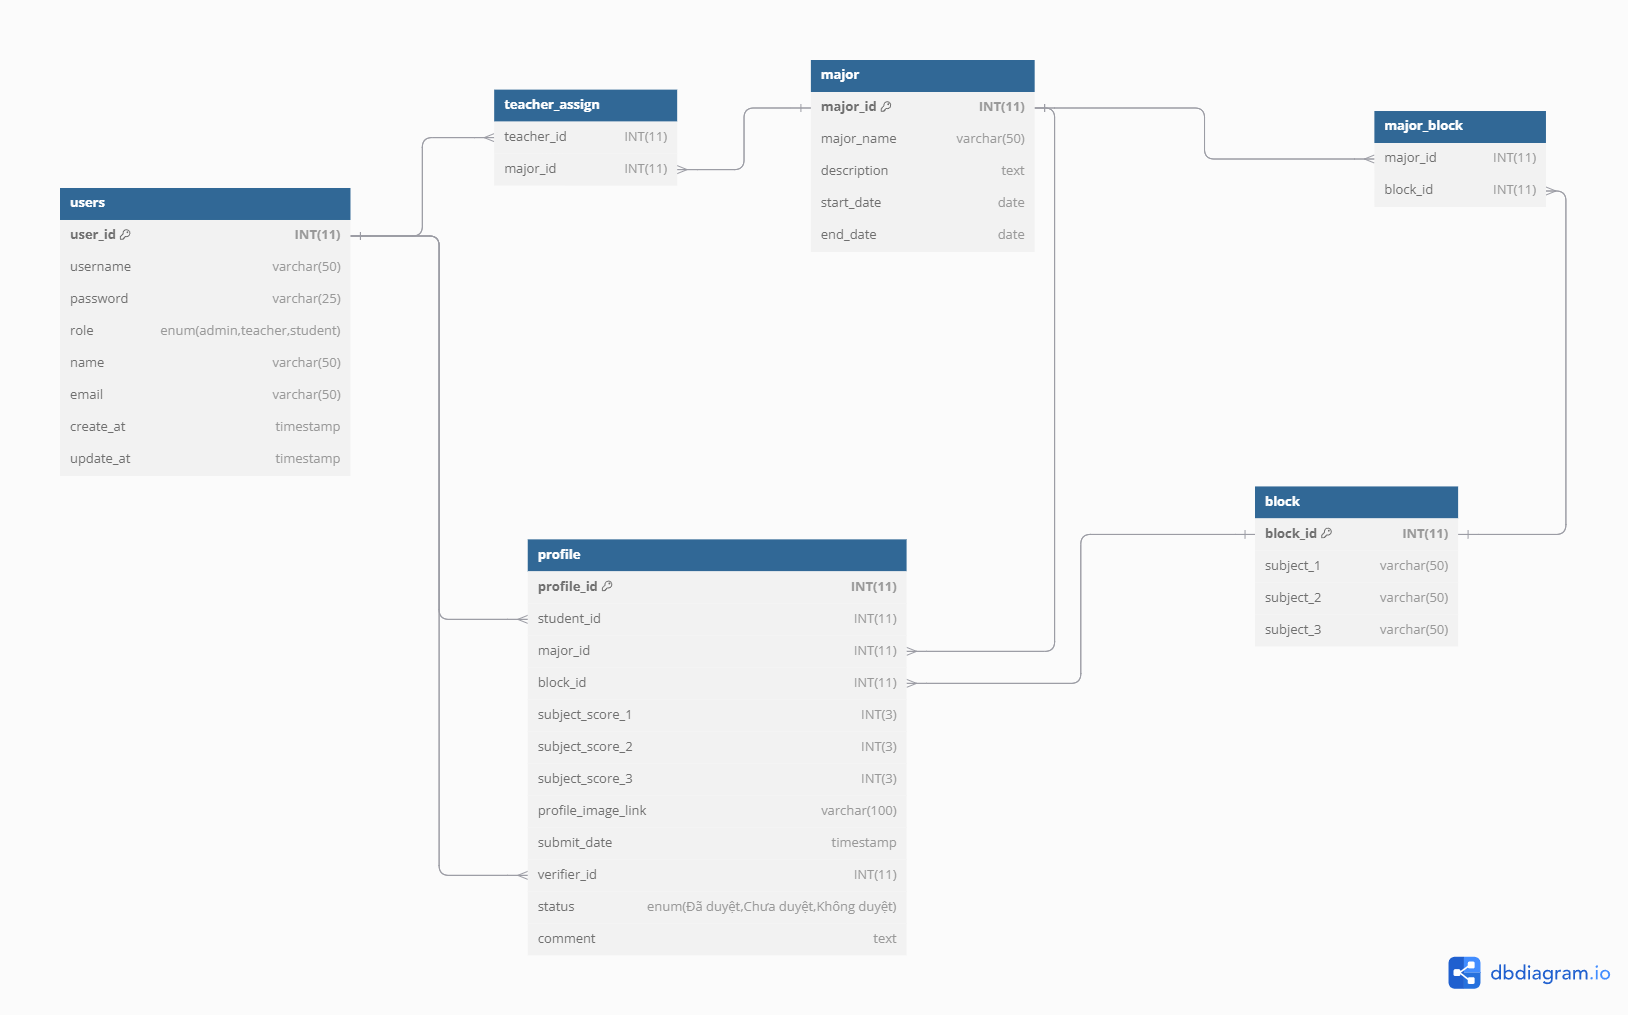 users
user_id INT(11)
username varchar(50)
password varchar(25)
role enum(admin,teacher,student)
name varchar(50)
email varchar(50)
create_at timestamp
update_at timestamp
teacher_assign
teacher_id INT(11)
major_id INT(11)
major
major_id INT(11)
major_name varchar(50)
description text
start_date date
end_date date
major_block
major_id INT(11)
block_id INT(11)
profile
profile_id INT(11)
student_id INT(11)
major_id INT(11)
block_id INT(11)
subject_score_1 INT(3)
subject_score_2 INT(3)
subject_score_3 INT(3)
profile_image_link varchar(100)
submit_date timestamp
verifier_id INT(11)
status enum(Đã duyệt,Chưa duyệt,Không duyệt)
comment text
block
block_id INT(11)
subject_1 varchar(50)
subject_2 varchar(50)
subject_3 varchar(50)
dbdiagram.io